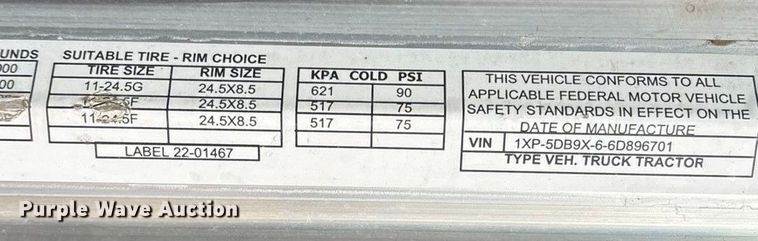 UNDS
000
00
SUITABLE TIRE - RIM CHOICE
TIRE SIZE RIM SIZE
11-24.5G 24.5X8.5
24.5X8.5
11-24.5F 24.5X8.5
LABEL 22-01467
KPA COLD PSI
621 90
517 75
517 75
THIS VEHICLE CONFORMS TO ALL
APPLICABLE FEDERAL MOTOR VEHICLE
SAFETY STANDARDS IN EFFECT ON THE
DATE OF MANUFACTURE
VIN 1XP-5DB9X-6-6D896701
TYPE VEH. TRUCK TRACTOR
Purple Wave Auction